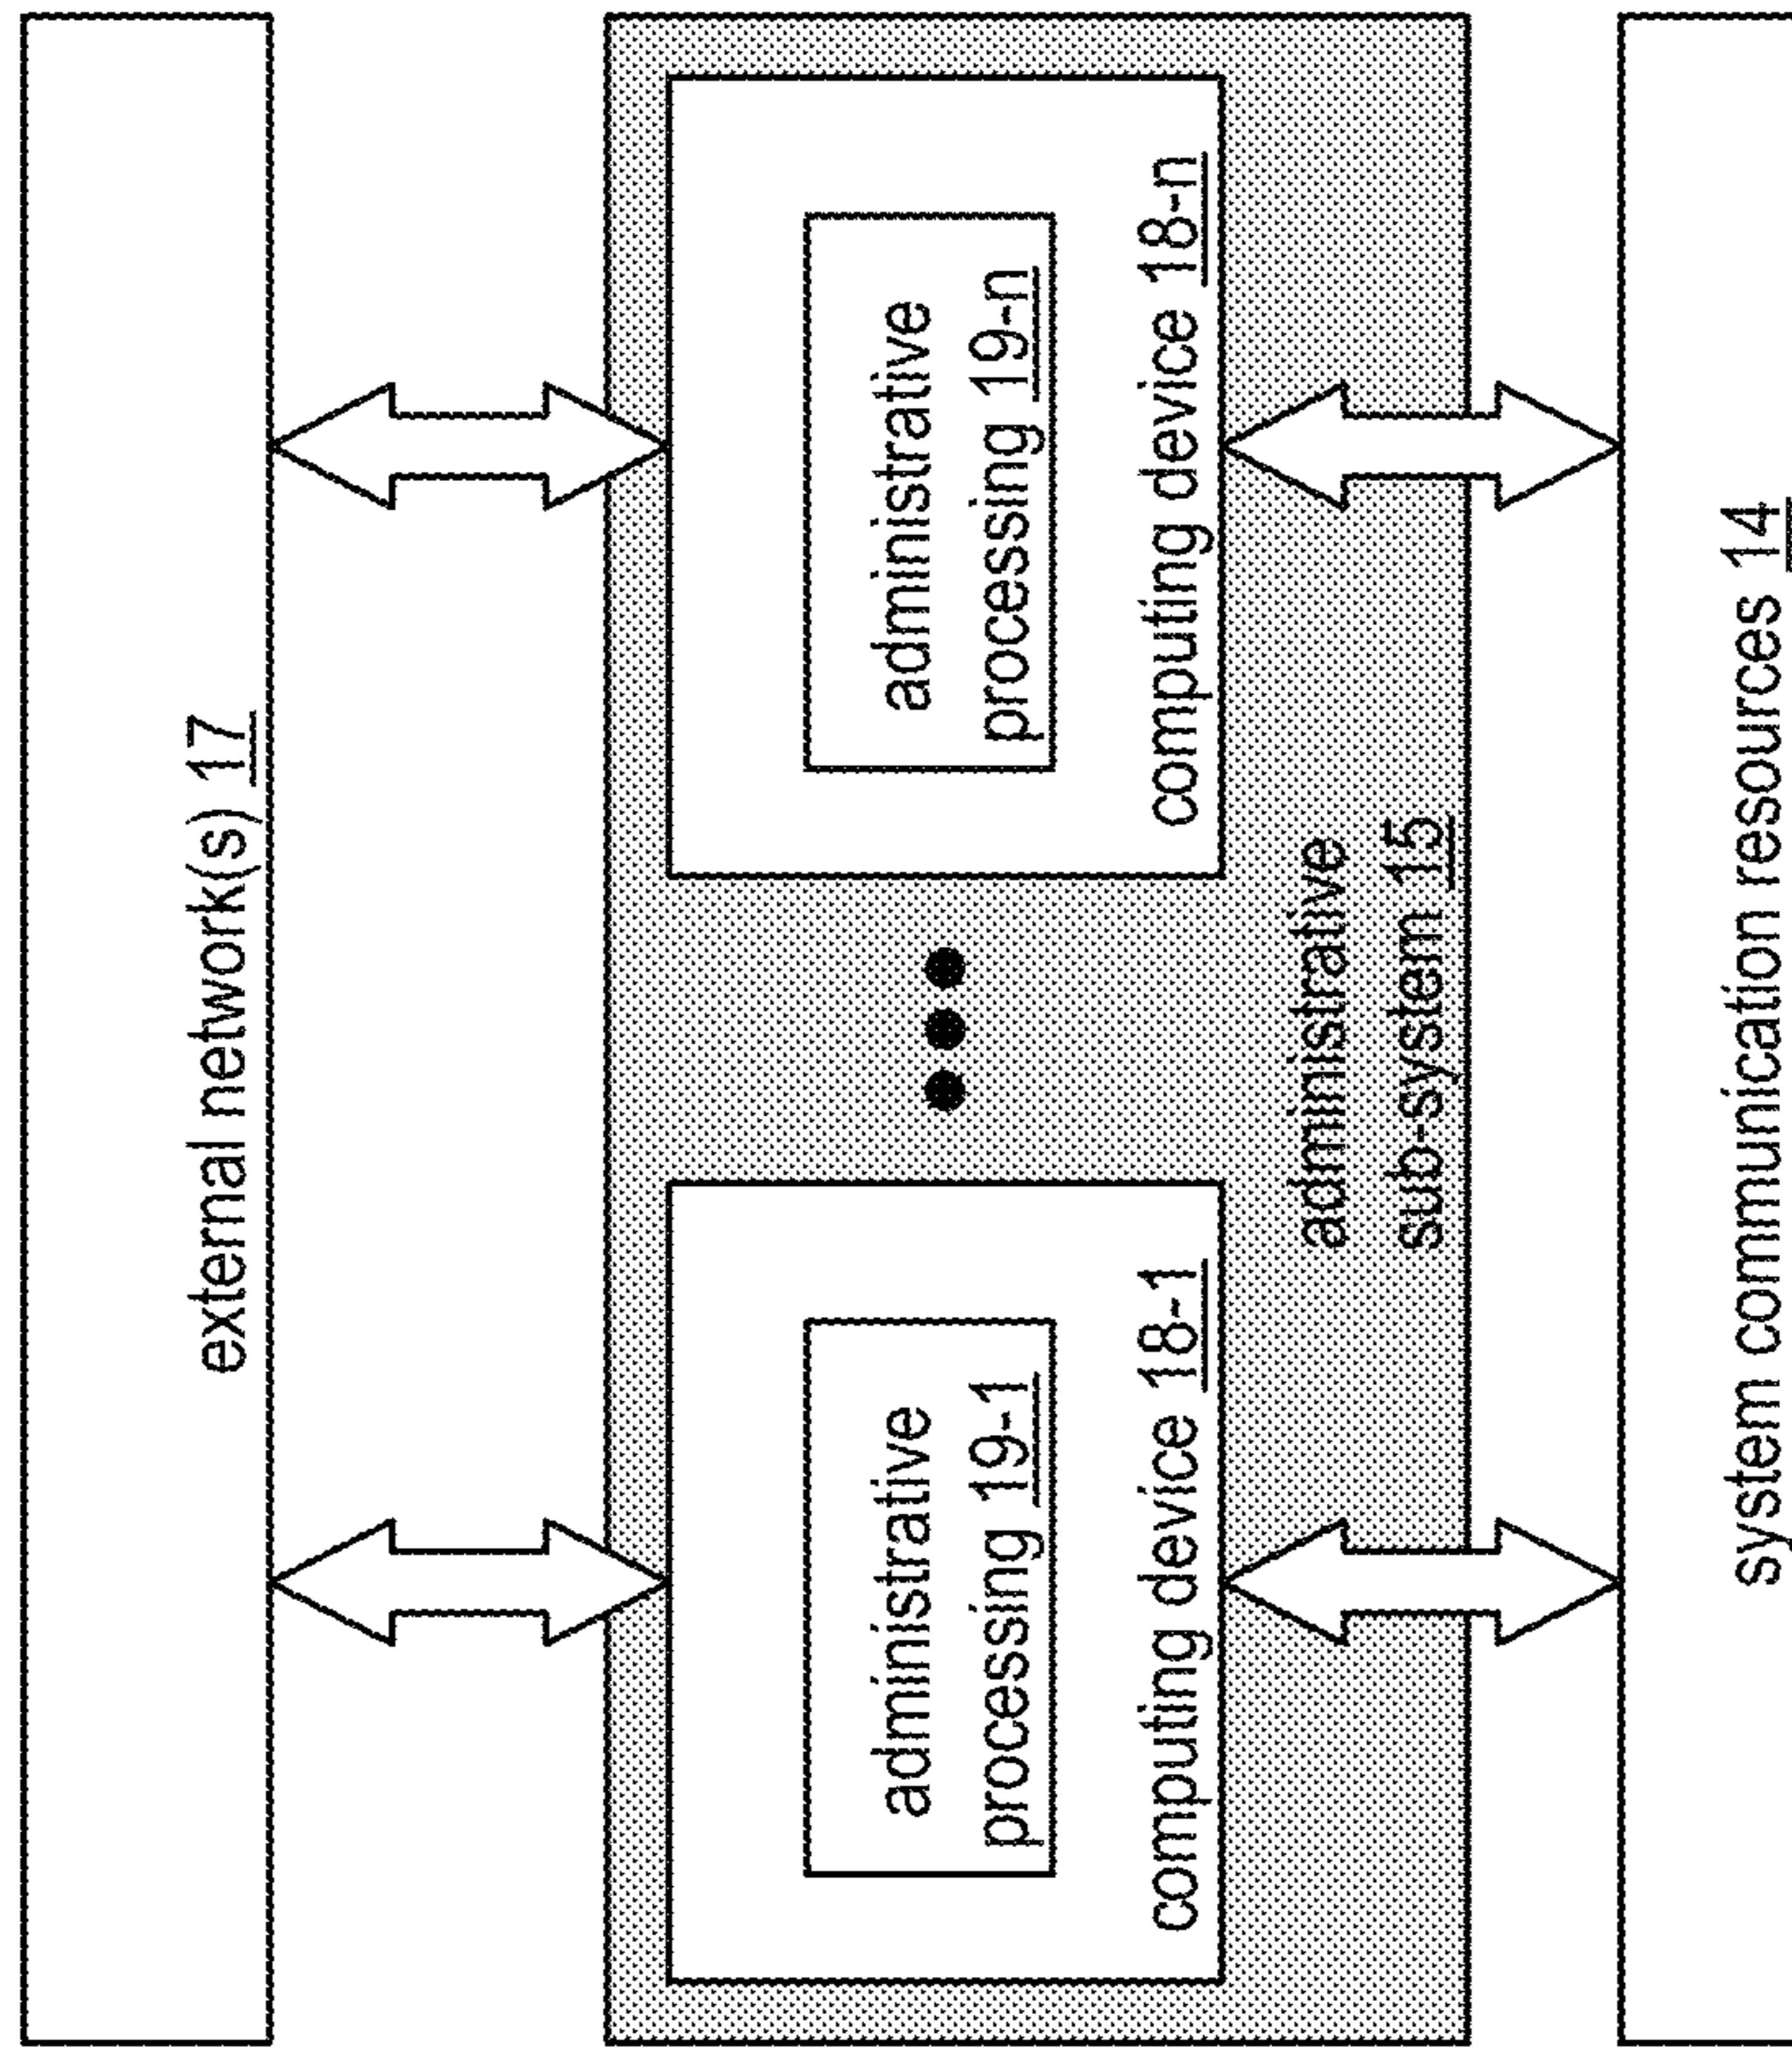 external network(s) 17
administrative
processing 19-1
computing device 18-1
administrative
processing 19-n
computing device 18-n
administrative
sub-system 15
system communication resources 14